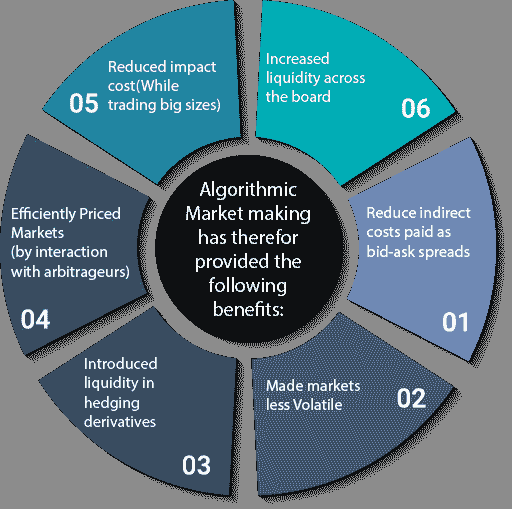 Algorithmic
Market making
has therefor
provided the
following
benefits:
Reduce indirect
costs paid as
bid-ask spreads
01
Made markets
less Volatile
02
Introduced
liquidity in
hedging
derivatives
03
Efficiently Priced
Markets
(by interaction
with arbitrageurs)
04
Reduced impact
cost(While
trading big sizes)
05
Increased
liquidity across
the board
06